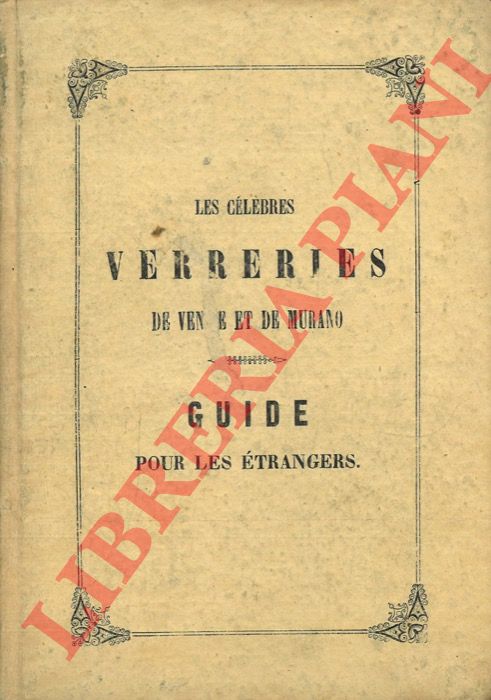 LES CÉLÈBRES
VERRERIES
DE VEN E ET DE MURANO
GUIDE
POUR LES ÉTRANGERS.
LIBRERIA PIANI